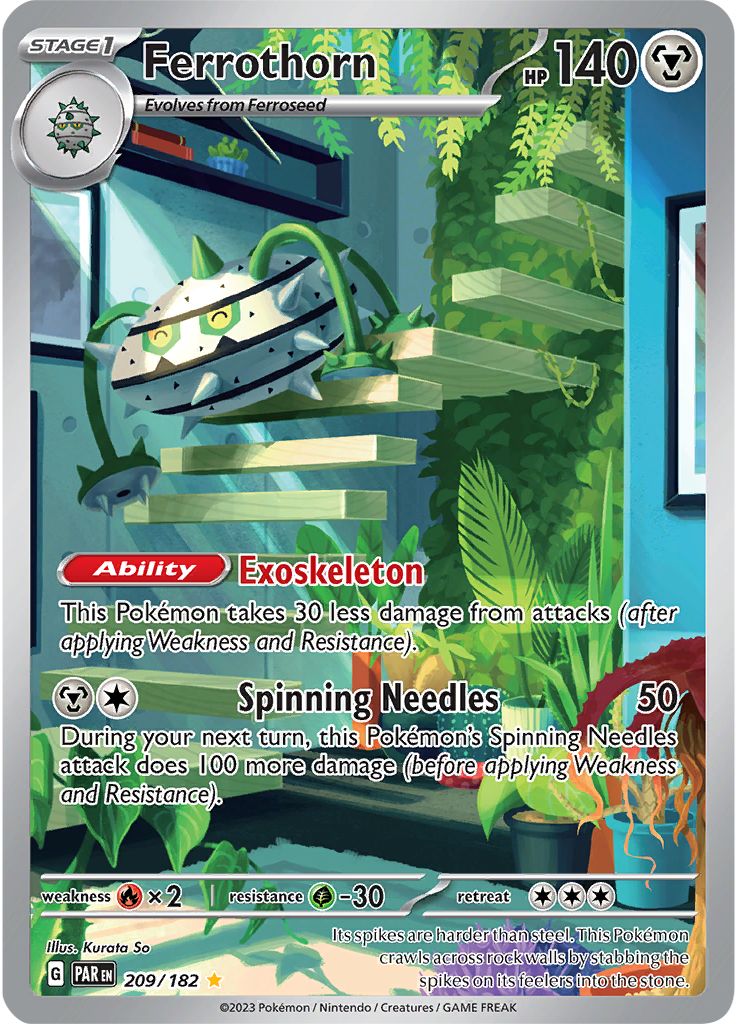 STAGE1
Ferrothorn
HP 140
Evolves from Ferroseed
Ability Exoskeleton
This Pokémon takes 30 less damage from attacks (after
applying Weakness and Resistance).
Spinning Needles 50
During your next turn, this Pokémon's Spinning Needles
attack does 100 more damage (before applying Weakness
and Resistance).
weakness ×2 resistance -30 retreat
Illus. Kurata So
Its spikes are harder than steel. This Pokémon
crawls across rock walls by stabbing the
spikes on its feelers into the stone.
G PAR EN 209/182
©2023 Pokémon / Nintendo / Creatures / GAME FREAK